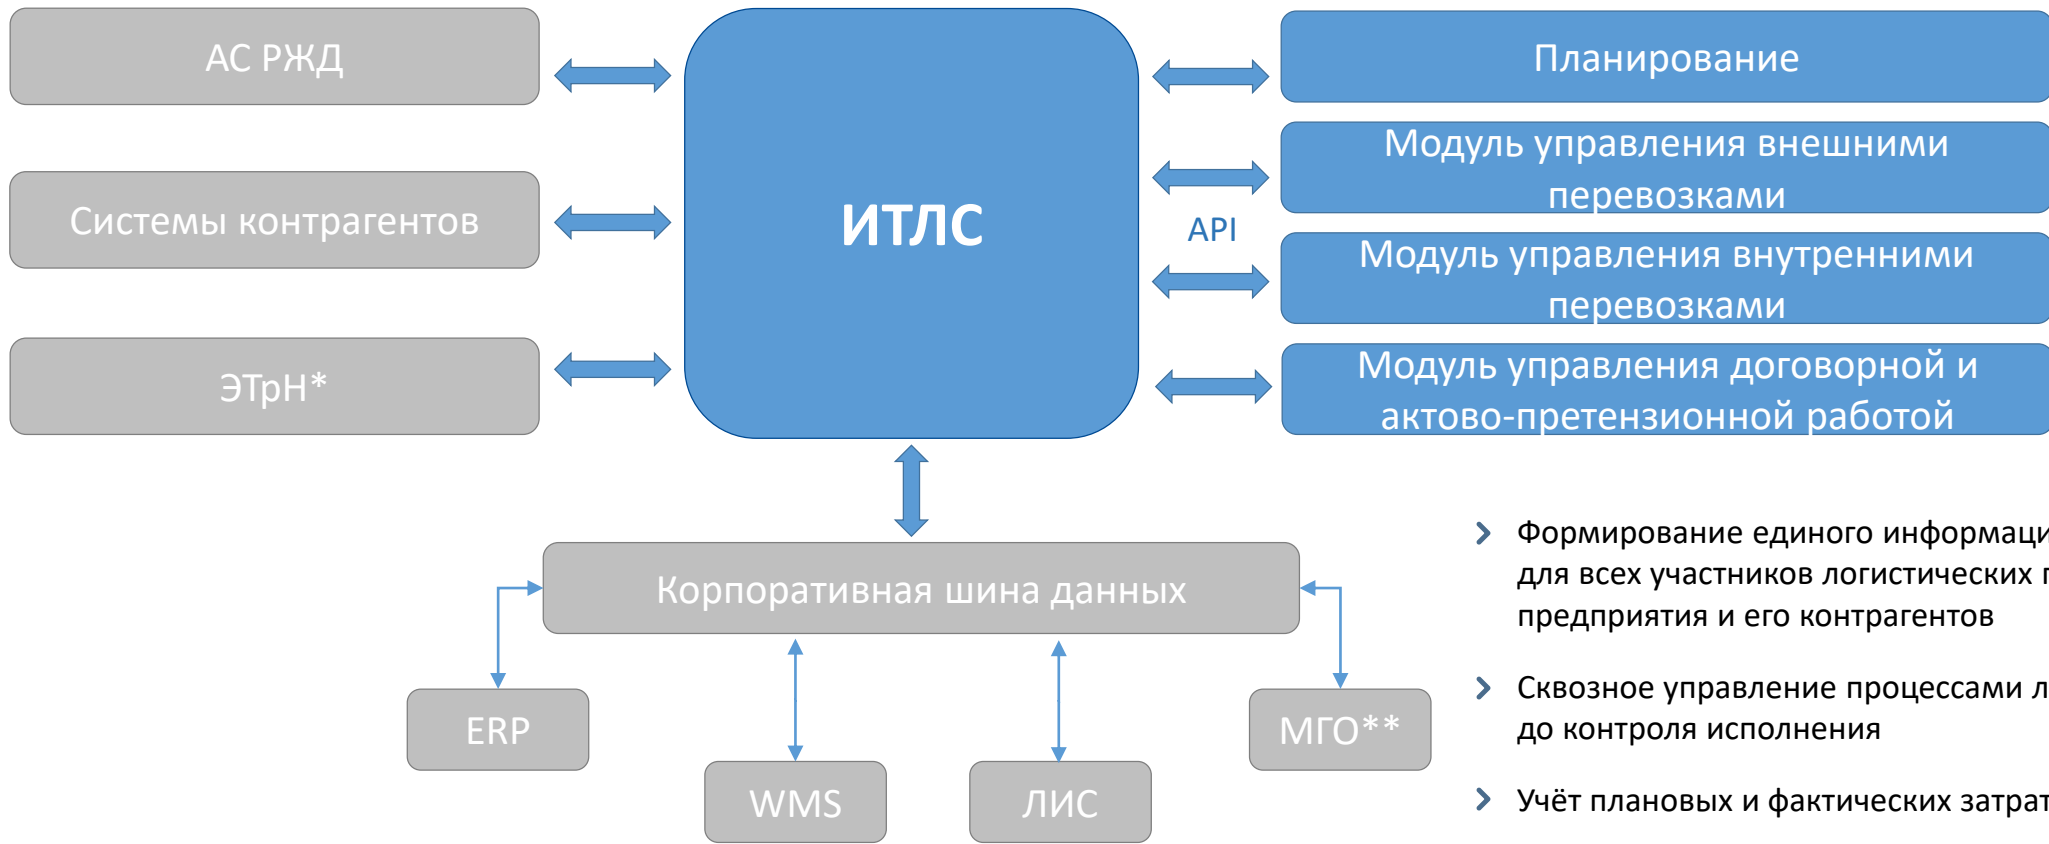 АС РЖД
Системы контрагентов
ЭТрН*
ИТЛС
API
Планирование
Модуль управления внешними
перевозками
Модуль управления внутренними
перевозками
Модуль управления договорной и
актово-претензионной работой
Корпоративная шина данных
ERP
WMS
ЛИС
МГО**
Формирование единого информаци
для всех участников логистических п
предприятия и его контрагентов
Сквозное управление процессами л
до контроля исполнения
Учёт плановых и фактических затрат